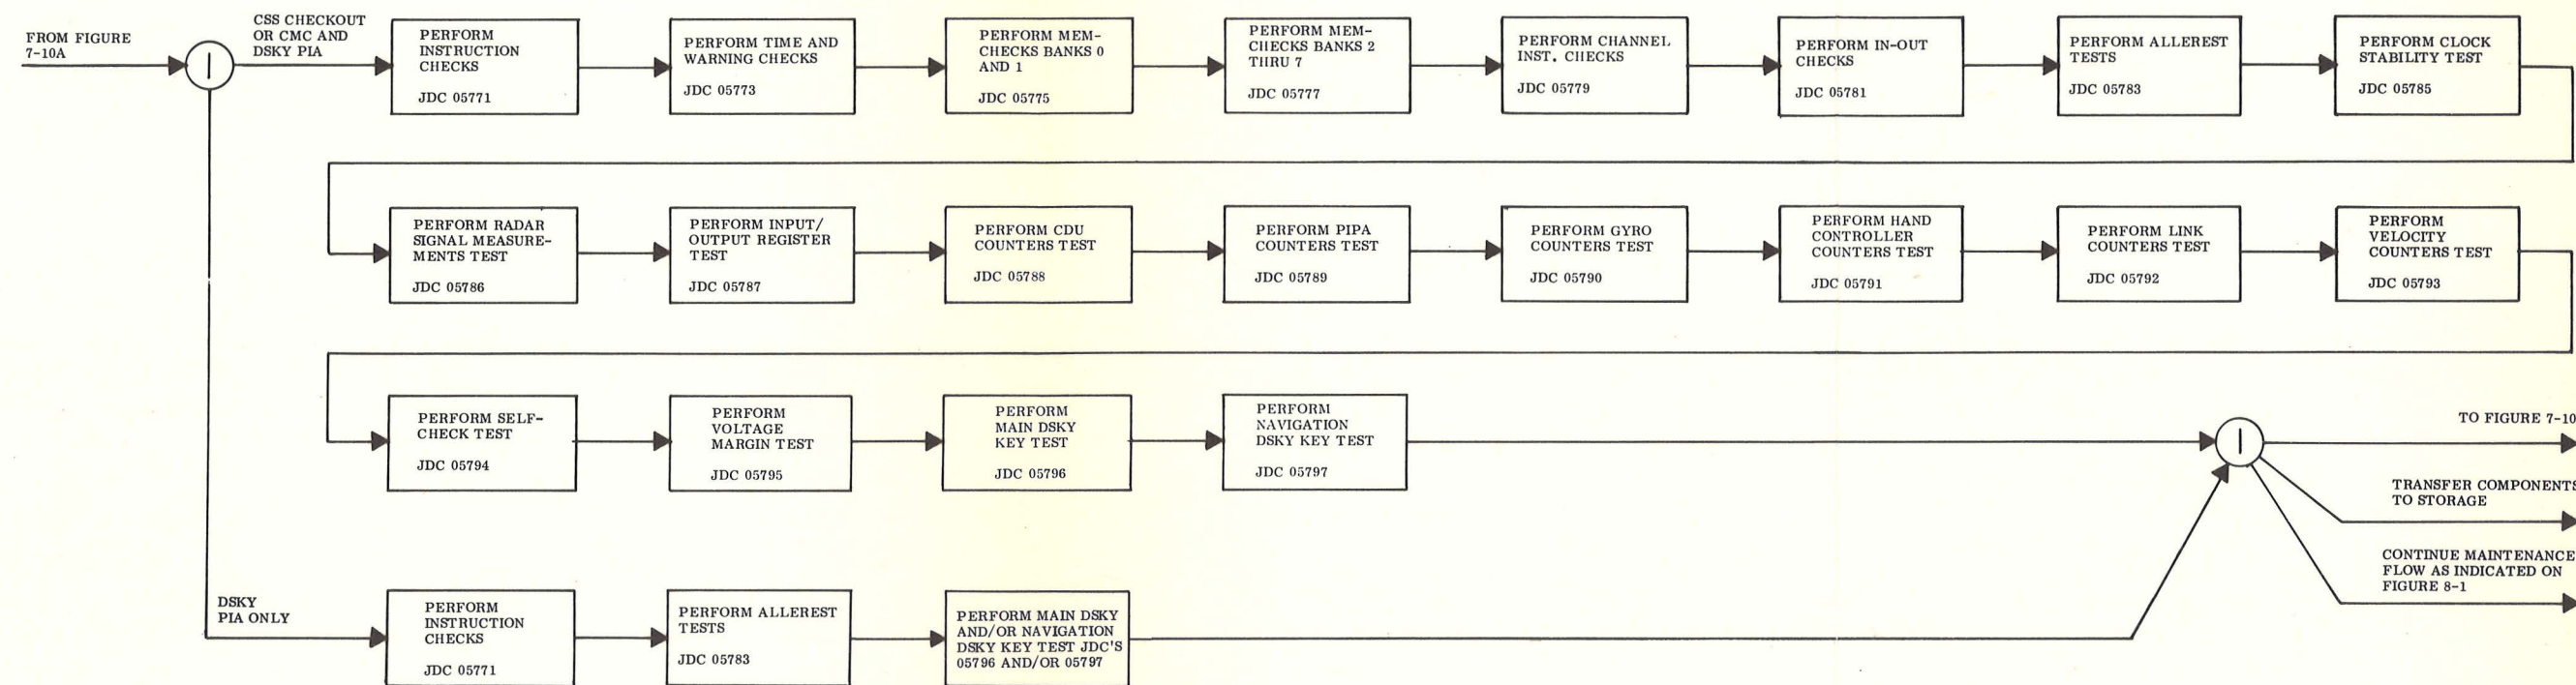 FROM FIGURE
7-10A
CSS CHECKOUT
OR CMC AND
DSKY PIA
PERFORM
INSTRUCTION
CHECKS
JDC 05771
PERFORM TIME AND
WARNING CHECKS
JDC 05773
PERFORM MEM-
CHECKS BANKS 0
AND 1
JDC 05775
PERFORM MEM-
CHECKS BANKS 2
THRU 7
JDC 05777
PERFORM CHANNEL
INST. CHECKS
JDC 05779
PERFORM IN-OUT
CHECKS
JDC 05781
PERFORM ALLEREST
TESTS
JDC 05783
PERFORM CLOCK
STABILITY TEST
JDC 05785
PERFORM RADAR
SIGNAL MEASURE-
MENTS TEST
JDC 05786
PERFORM INPUT/
OUTPUT REGISTER
TEST
JDC 05787
PERFORM CDU
COUNTERS TEST
JDC 05788
PERFORM PIPA
COUNTERS TEST
JDC 05789
PERFORM GYRO
COUNTERS TEST
JDC 05790
PERFORM HAND
CONTROLLER
COUNTERS TEST
JDC 05791
PERFORM LINK
COUNTERS TEST
JDC 05792
PERFORM
VELOCITY
COUNTERS TEST
JDC 05793
PERFORM SELF-
CHECK TEST
JDC 05794
PERFORM
VOLTAGE
MARGIN TEST
JDC 05795
PERFORM
MAIN DSKY
KEY TEST
JDC 05796
PERFORM
NAVIGATION
DSKY KEY TEST
JDC 05797
TO FIGURE 7-10
TRANSFER COMPONENTS
TO STORAGE
CONTINUE MAINTENANCE
FLOW AS INDICATED ON
FIGURE 8-1
DSKY
PIA ONLY
PERFORM
INSTRUCTION
CHECKS
JDC 05771
PERFORM ALLEREST
TESTS
JDC 05783
PERFORM MAIN DSKY
AND/OR NAVIGATION
DSKY KEY TEST JDC'S
05796 AND/OR 05797